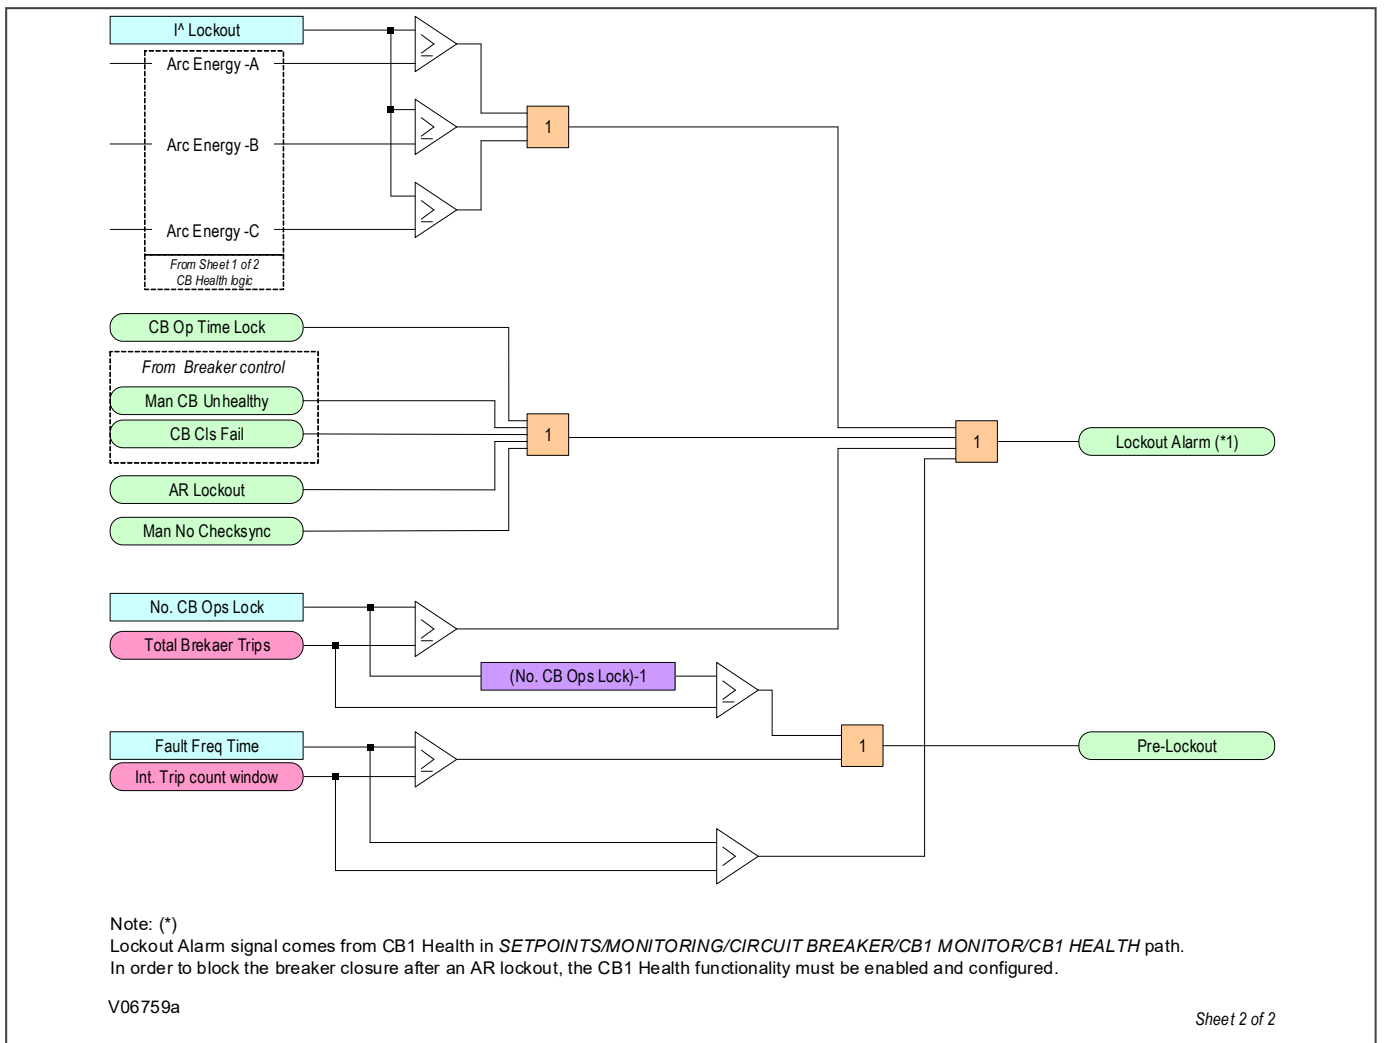 I^ Lockout
Arc Energy -A
Arc Energy -B
Arc Energy -C
From Sheet 1 of 2
CB Health logic
≥
≥
≥
1
CB Op Time Lock
From Breaker control
Man CB Unhealthy
CB Cls Fail
AR Lockout
Man No Checksync
1
1
Lockout Alarm (*1)
No. CB Ops Lock
Total Brekaer Trips
≥
(No. CB Ops Lock)-1
≥
Fault Freq Time
Int. Trip count window
≥
1
Pre-Lockout
>
Note: (*)
Lockout Alarm signal comes from CB1 Health in SETPOINTS/MONITORING/CIRCUIT BREAKER/CB1 MONITOR/CB1 HEALTH path.
In order to block the breaker closure after an AR lockout, the CB1 Health functionality must be enabled and configured.
V06759a
Sheet 2 of 2